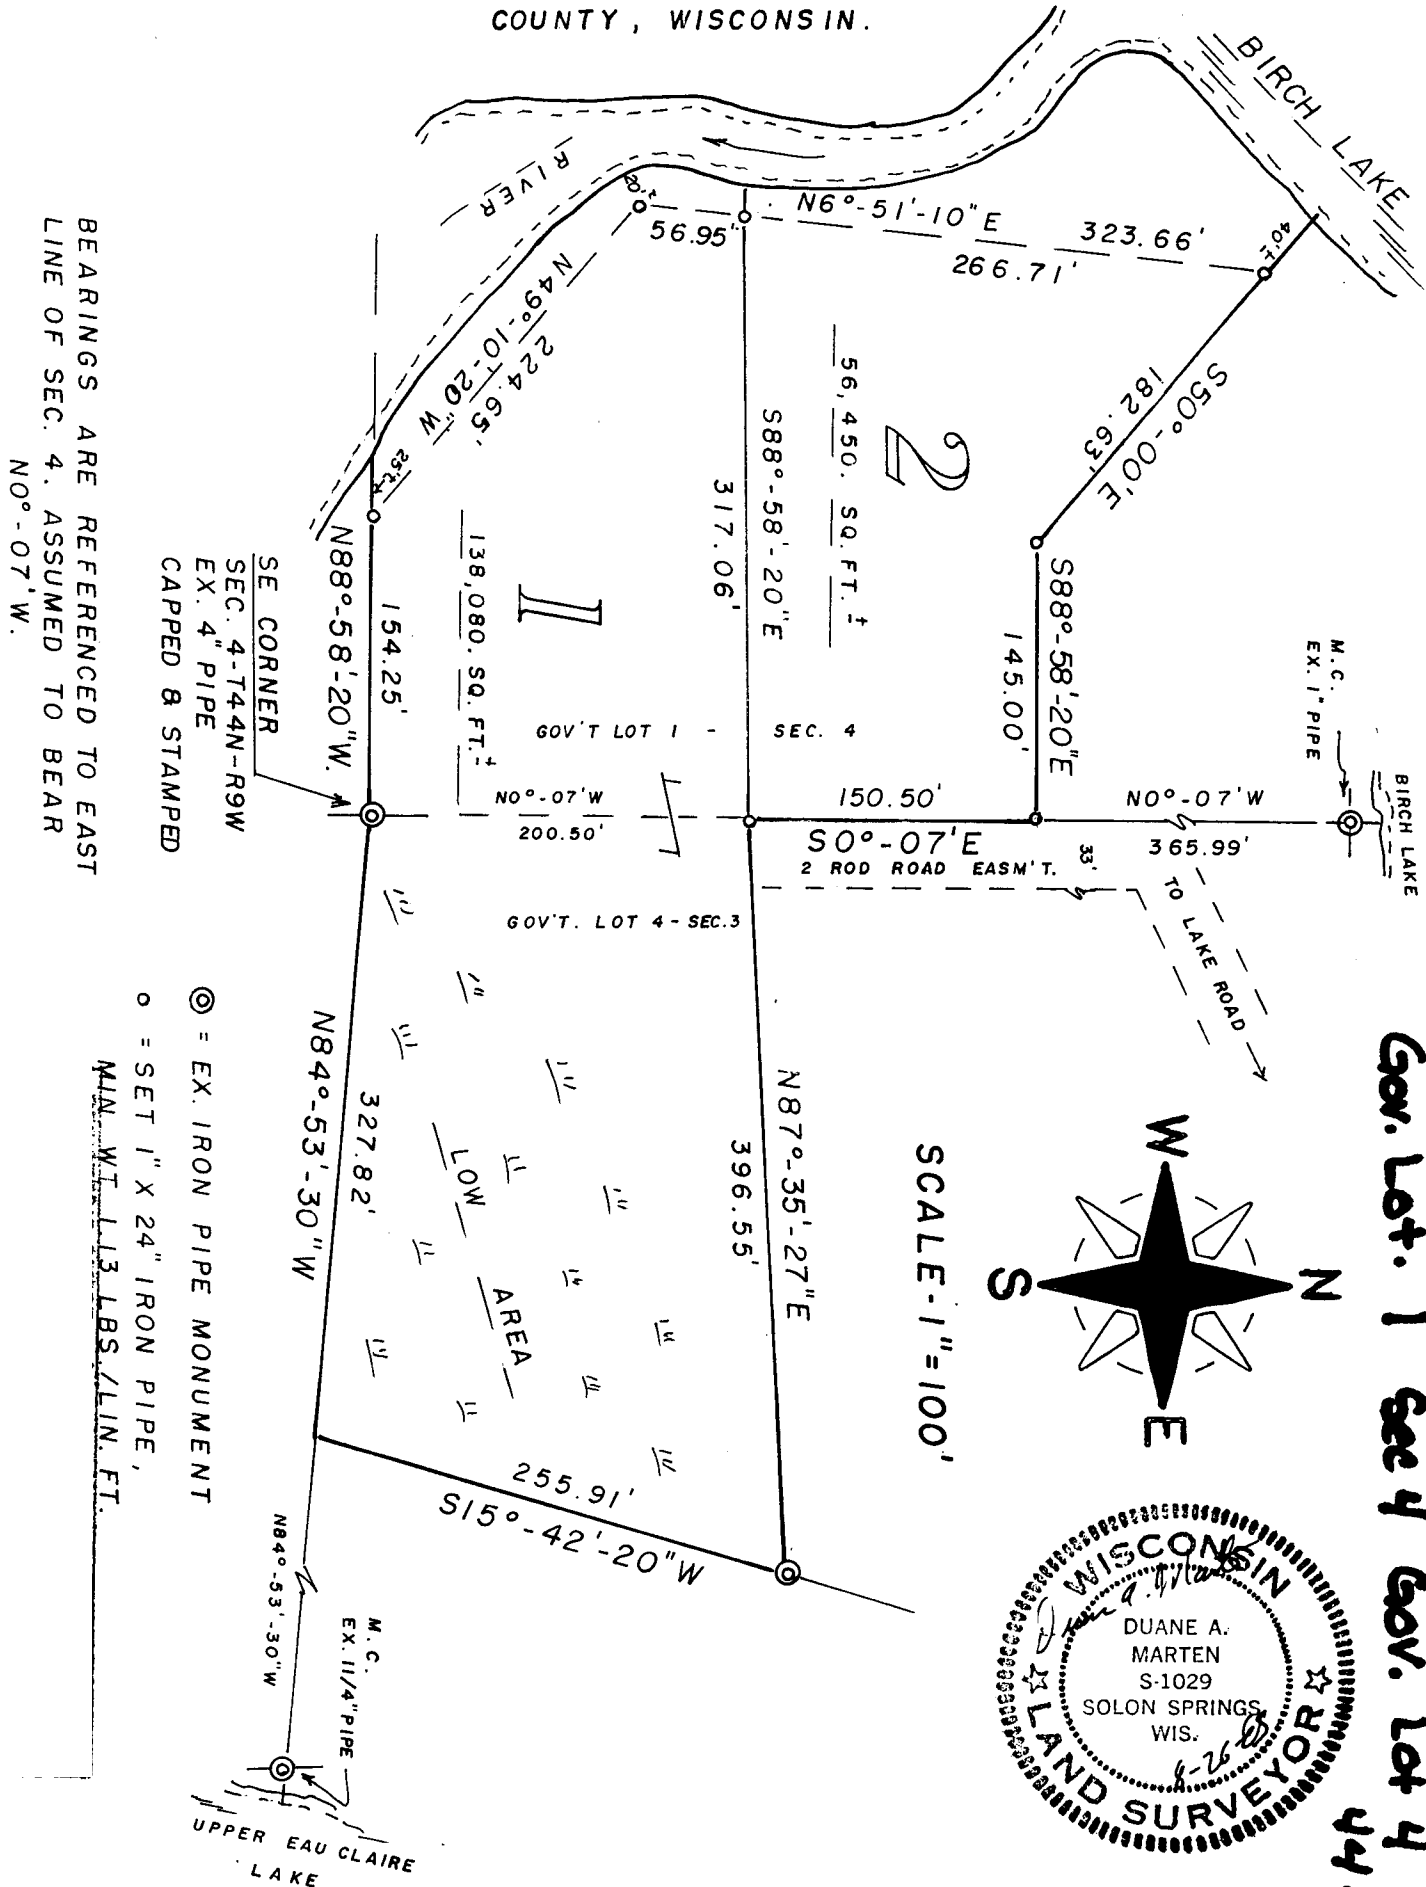 COUNTY, WISCONSIN.
BIRCH LAKE
RIVER
20'±
56.95'
N6°-51'-10"E
323.66'
266.71'
40'±
S50°-00'E
182.63'
N49°-10'-20"W
224.65'
25'±
56,450. SQ. FT. ±
2
S88°-58'-20"E
317.06'
S88°-58'-20"E
145.00'
M.C.
EX. 1" PIPE
BIRCH LAKE
1
138,080. SQ. FT. ±
N88°-58'-20"W.
154.25'
SE CORNER
SEC. 4-T44N-R9W
EX. 4" PIPE
CAPPED & STAMPED
GOV'T LOT 1 - SEC. 4
N0°-07'W
200.50'
150.50'
S0°-07'E
2 ROD ROAD EASM'T.
33'
N0°-07'W
365.99'
TO LAKE ROAD
GOV'T. LOT 4 - SEC.3
BEARINGS ARE REFERENCED TO EAST
LINE OF SEC. 4. ASSUMED TO BEAR
N0°-07'W.
N87°-35'-27"E
396.55'
LOW AREA
N84°-53'-30"W
327.82'
255.91'
S15°-42'-20"W
SCALE-1"=100'
N
W
E
S
Gov. Lot. 1 Sec 4 Gov. Lot 4
44
= EX. IRON PIPE MONUMENT
= SET 1" X 24" IRON PIPE,
MIN. WT. 1.13 LBS./LIN. FT.
N84°-53'-30"W
M.C.
EX. 1 1/4" PIPE
UPPER EAU CLAIRE
LAKE
WISCONSIN
DUANE A.
MARTEN
S-1029
SOLON SPRINGS
WIS.
LAND SURVEYOR